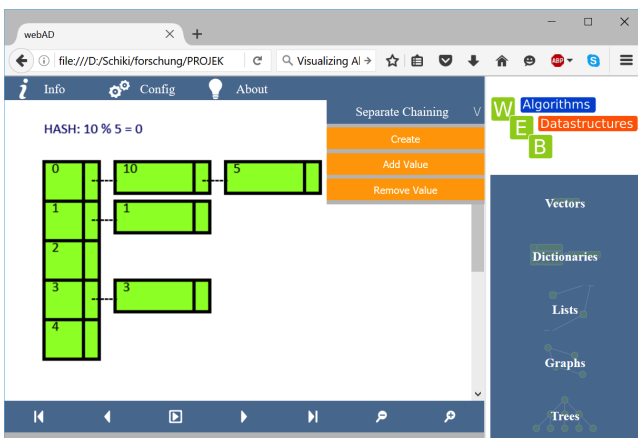 webAD
file:///D:/Schiki/forschung/PROJEK
Visualizing Al
ABP
S
Info Config About
Separate Chaining V
Create
Add Value
Remove Value
HASH: 10 % 5 = 0
0 10 5
1 1
2
3 3
4
W Algorithms
E Datastructures
B
Vectors
Dictionaries
Lists
Graphs
Trees